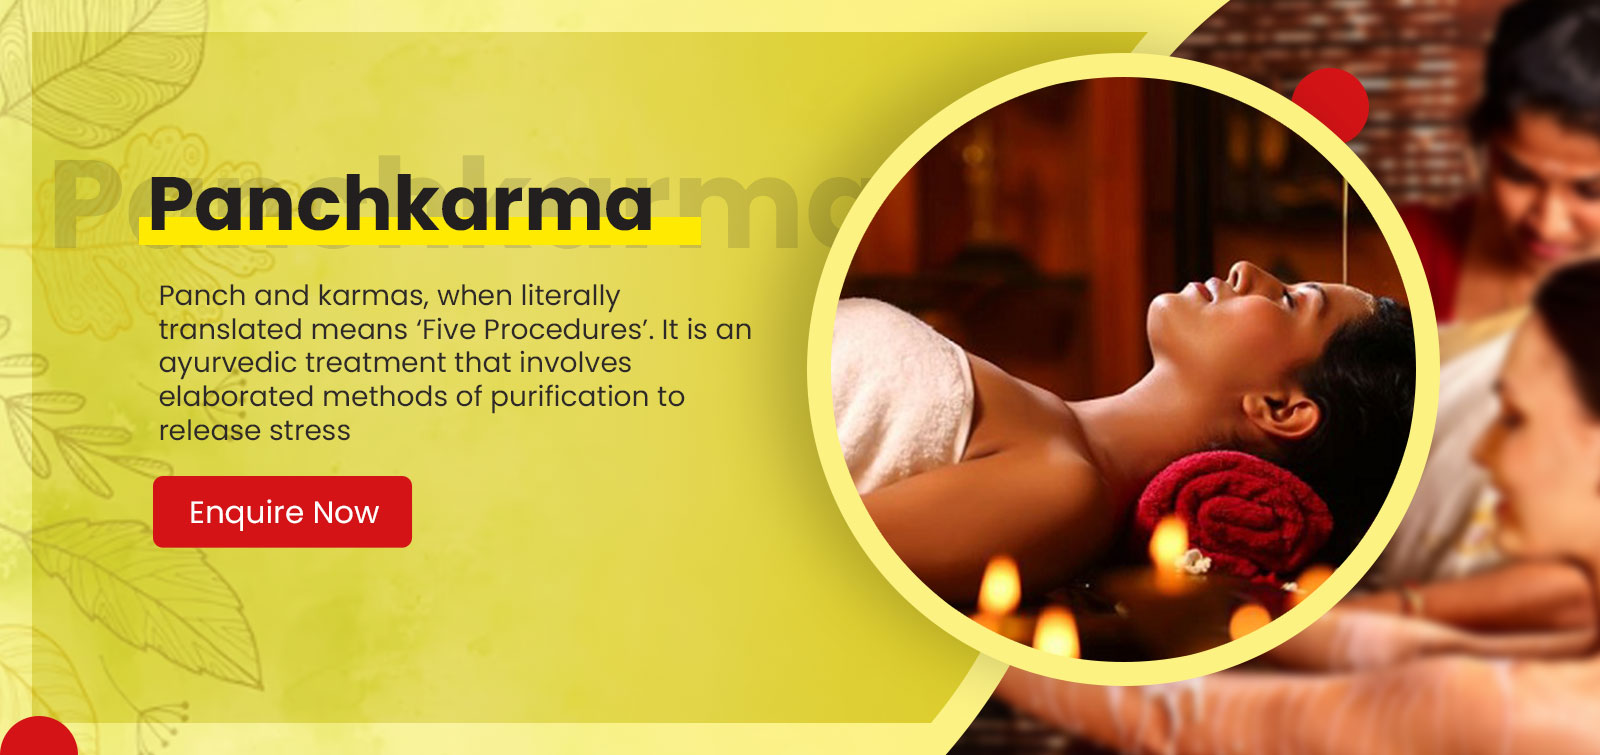 Panchkarma
Panchkarma
Panch and karmas, when literally
translated means ‘Five Procedures’. It is an
ayurvedic treatment that involves
elaborated methods of purification to
release stress
Enquire Now